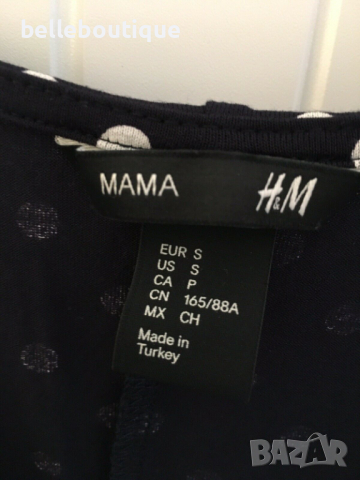 belleboutique
MAMA H&M
EUR S
US S
CA P
CN 165/88A
MX CH
Made in
Turkey
BAZAR